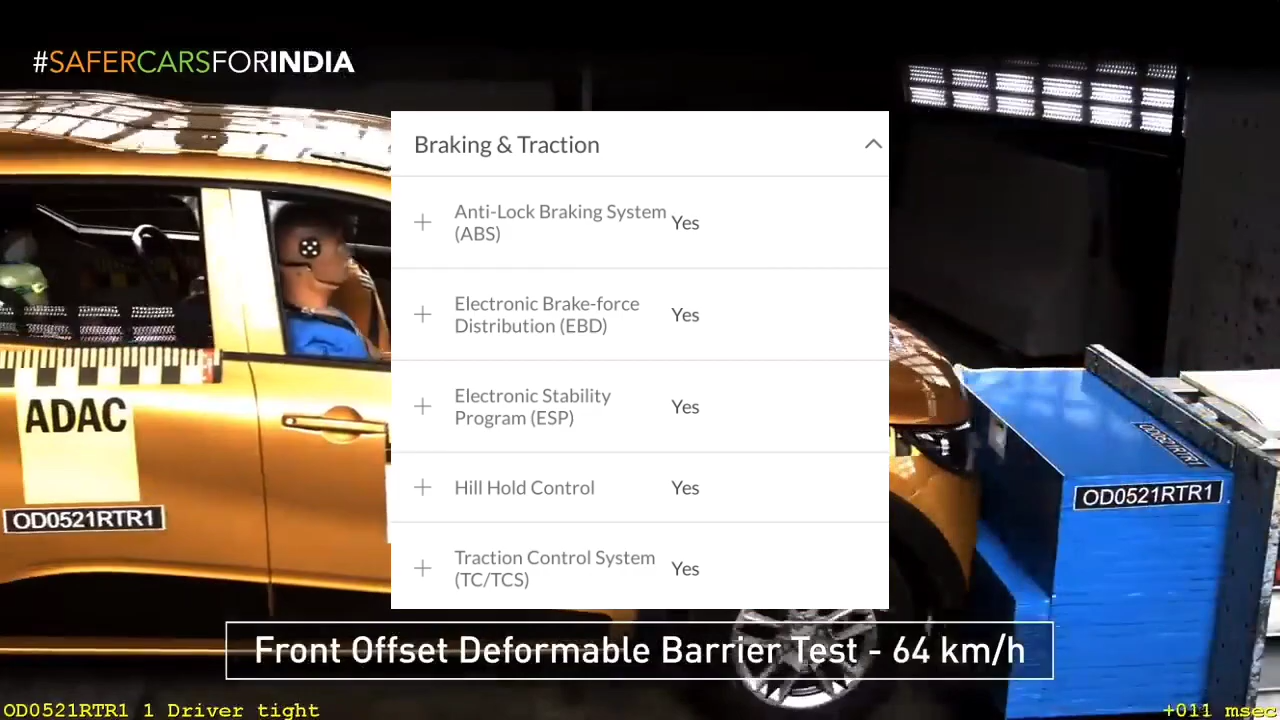 #SAFERCARSFORINDIA
Braking & Traction
Anti-Lock Braking System
(ABS)
Yes
Electronic Brake-force
Distribution (EBD)
Yes
Electronic Stability
Program (ESP)
Yes
Hill Hold Control
Yes
Traction Control System
(TC/TCS)
Yes
ADAC
OD0521RTR1
OD0521RTR1
OD0521RTR1
Front Offset Deformable Barrier Test - 64 km/h
OD0521RTR1 1 Driver tight
+011 msec